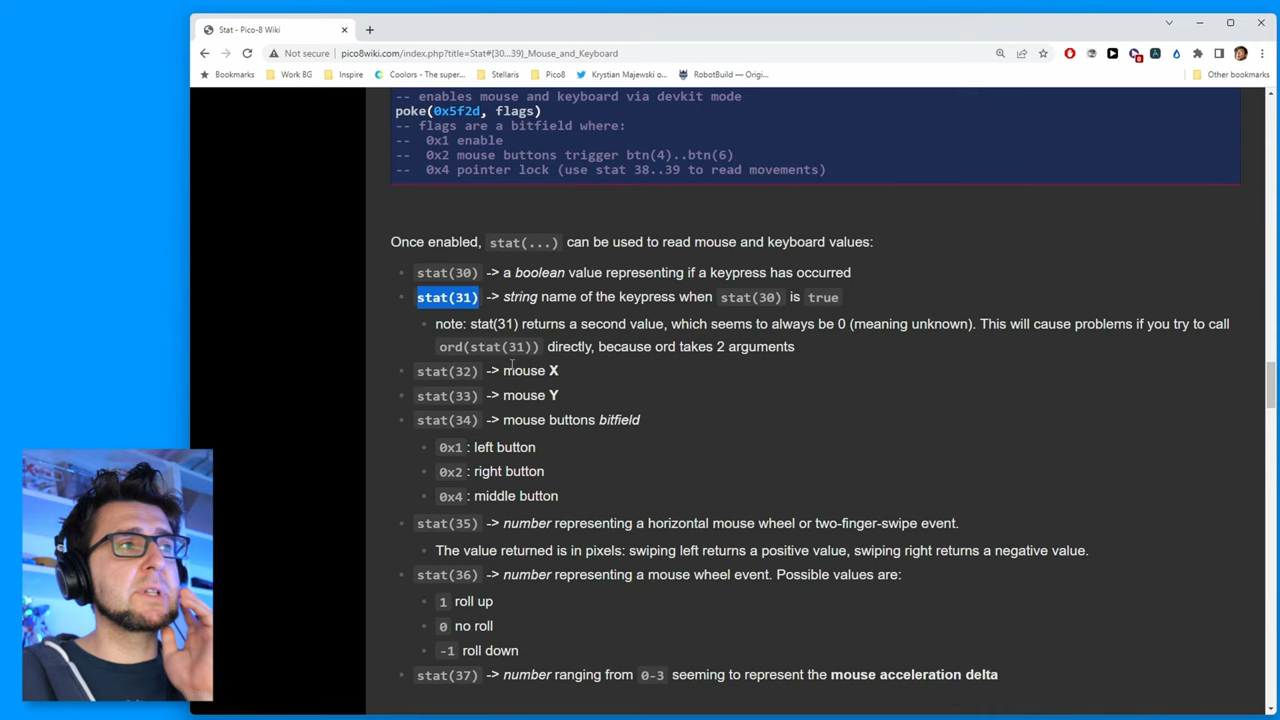 Stat - Pico-8 Wiki
Not secure
pico8wiki.com/index.php?title=Stat#{30...39}_Mouse_and_Keyboard
Bookmarks
Work BG
Inspire
Coolors - The super...
Stellaris
Pico8
Krystian Majewski o...
RobotBuild — Origi...
Other bookmarks
-- enables mouse and keyboard via devkit mode
poke(0x5f2d, flags)
-- flags are a bitfield where:
--  0x1 enable
--  0x2 mouse buttons trigger btn(4)..btn(6)
--  0x4 pointer lock (use stat 38..39 to read movements)
Once enabled, stat(...) can be used to read mouse and keyboard values:
stat(30) -> a boolean value representing if a keypress has occurred
stat(31) -> string name of the keypress when stat(30) is true
note: stat(31) returns a second value, which seems to always be 0 (meaning unknown). This will cause problems if you try to call
ord(stat(31)) directly, because ord takes 2 arguments
stat(32) -> mouse X
stat(33) -> mouse Y
stat(34) -> mouse buttons bitfield
0x1 : left button
0x2 : right button
0x4 : middle button
stat(35) -> number representing a horizontal mouse wheel or two-finger-swipe event.
The value returned is in pixels: swiping left returns a positive value, swiping right returns a negative value.
stat(36) -> number representing a mouse wheel event. Possible values are:
1 roll up
0 no roll
-1 roll down
stat(37) -> number ranging from 0-3 seeming to represent the mouse acceleration delta